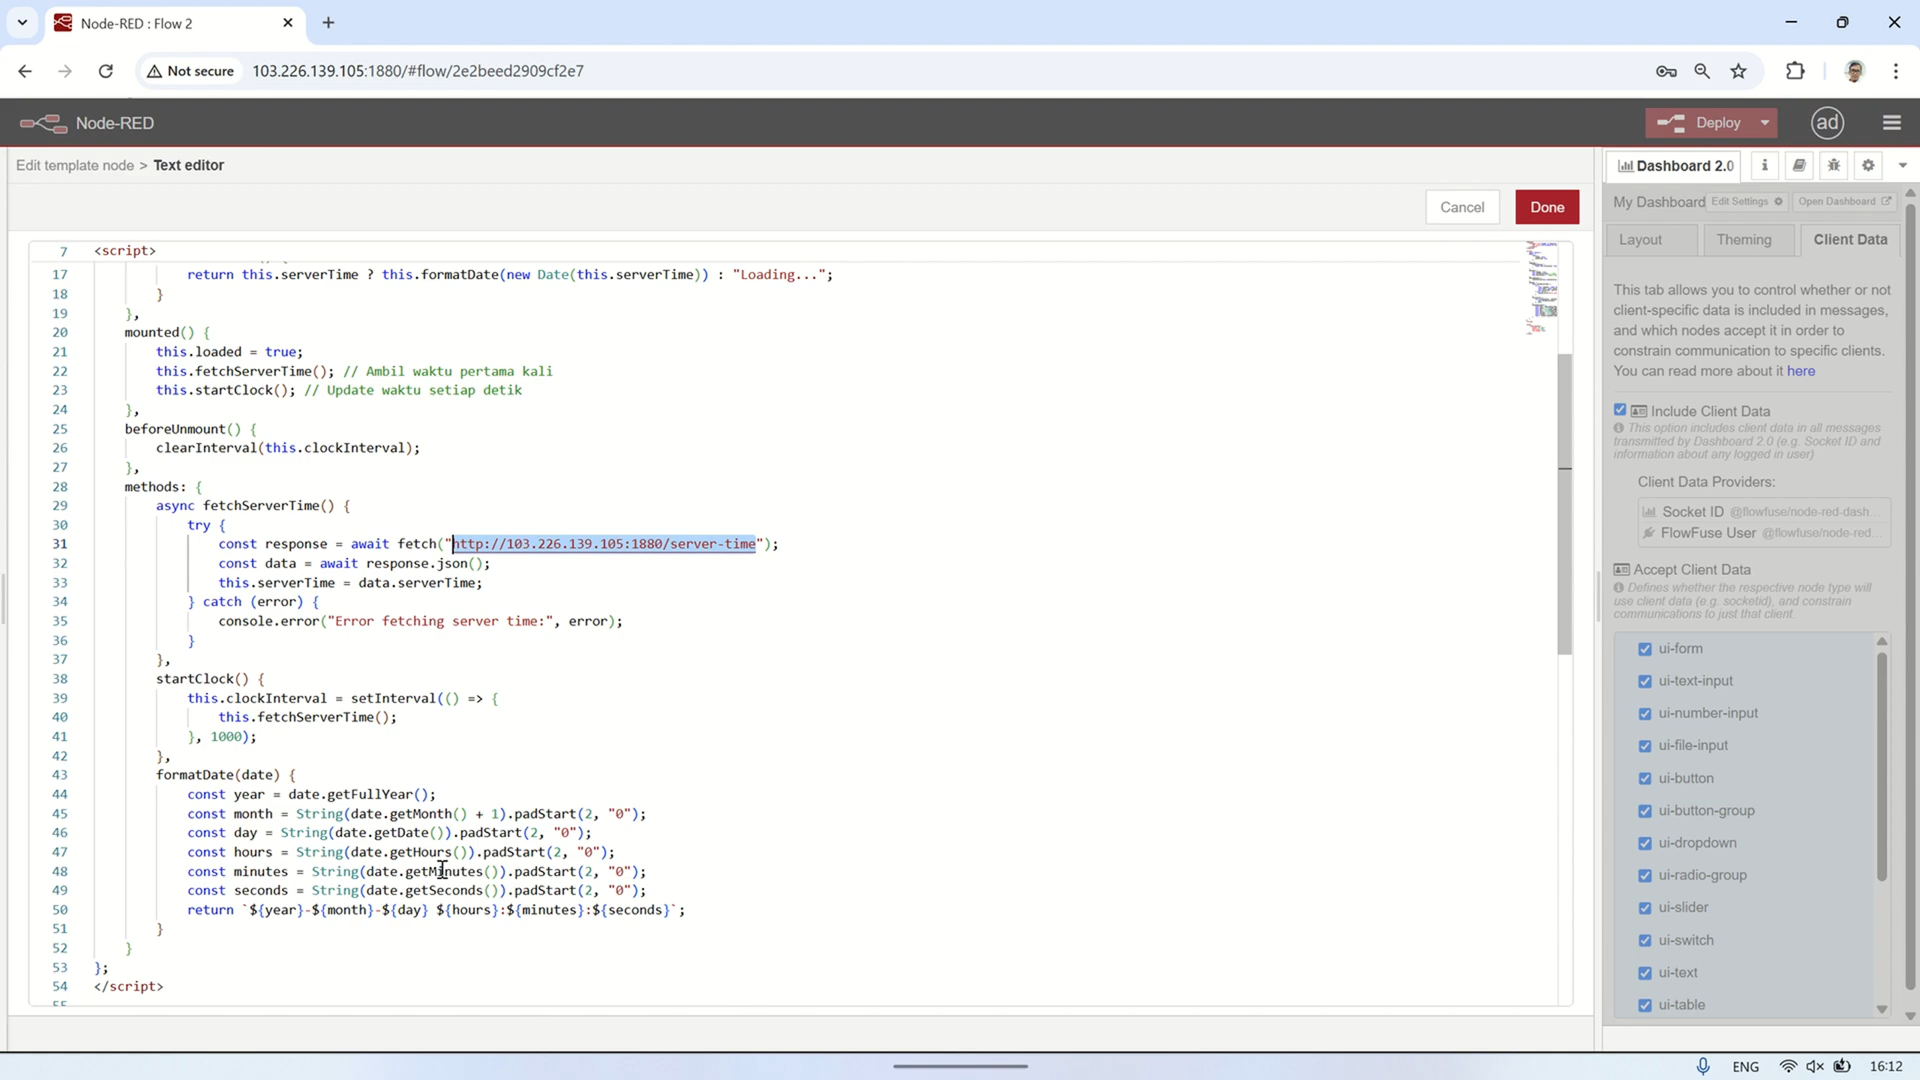 Node-RED : Flow 2
Not secure
103.226.139.105:1880/#flow/2e2beed2909cf2e7
Node-RED
Deploy
ad
Edit template node > Text editor
Cancel
Done
7 <script>
17 return this.serverTime ? this.formatDate(new Date(this.serverTime)) : "Loading...";
18 }
19 },
20 mounted() {
21 this.loaded = true;
22 this.fetchServerTime(); // Ambil waktu pertama kali
23 this.startClock(); // Update waktu setiap detik
24 },
25 beforeUnmount() {
26 clearInterval(this.clockInterval);
27 },
28 methods: {
29 async fetchServerTime() {
30 try {
31 const response = await fetch("http://103.226.139.105:1880/server-time");
32 const data = await response.json();
33 this.serverTime = data.serverTime;
34 } catch (error) {
35 console.error("Error fetching server time:", error);
36 }
37 },
38 startClock() {
39 this.clockInterval = setInterval(() => {
40 this.fetchServerTime();
41 }, 1000);
42 },
43 formatDate(date) {
44 const year = date.getFullYear();
45 const month = String(date.getMonth() + 1).padStart(2, "0");
46 const day = String(date.getDate()).padStart(2, "0");
47 const hours = String(date.getHours()).padStart(2, "0");
48 const minutes = String(date.getMinutes()).padStart(2, "0");
49 const seconds = String(date.getSeconds()).padStart(2, "0");
50 return `${year}-${month}-${day} ${hours}:${minutes}:${seconds}`;
51 }
52 }
53 };
54 </script>
Dashboard 2.0
My Dashboard
Edit Settings
Open Dashboard
Layout
Theming
Client Data
This tab allows you to control whether or not
client-specific data is included in messages,
and which nodes accept it in order to
constrain communication to specific clients.
You can read more about it here
Include Client Data
This option includes client data in all messages
transmitted by Dashboard 2.0 (e.g. Socket ID and
information about any logged in user)
Client Data Providers:
Socket ID @flowfuse/node-red-dash...
FlowFuse User @flowfuse/node-red...
Accept Client Data
Defines whether the respective node type will
use client data (e.g. socketid), and constrain
communications to just that client.
ui-form
ui-text-input
ui-number-input
ui-file-input
ui-button
ui-button-group
ui-dropdown
ui-radio-group
ui-slider
ui-switch
ui-text
ui-table
ENG
16:12